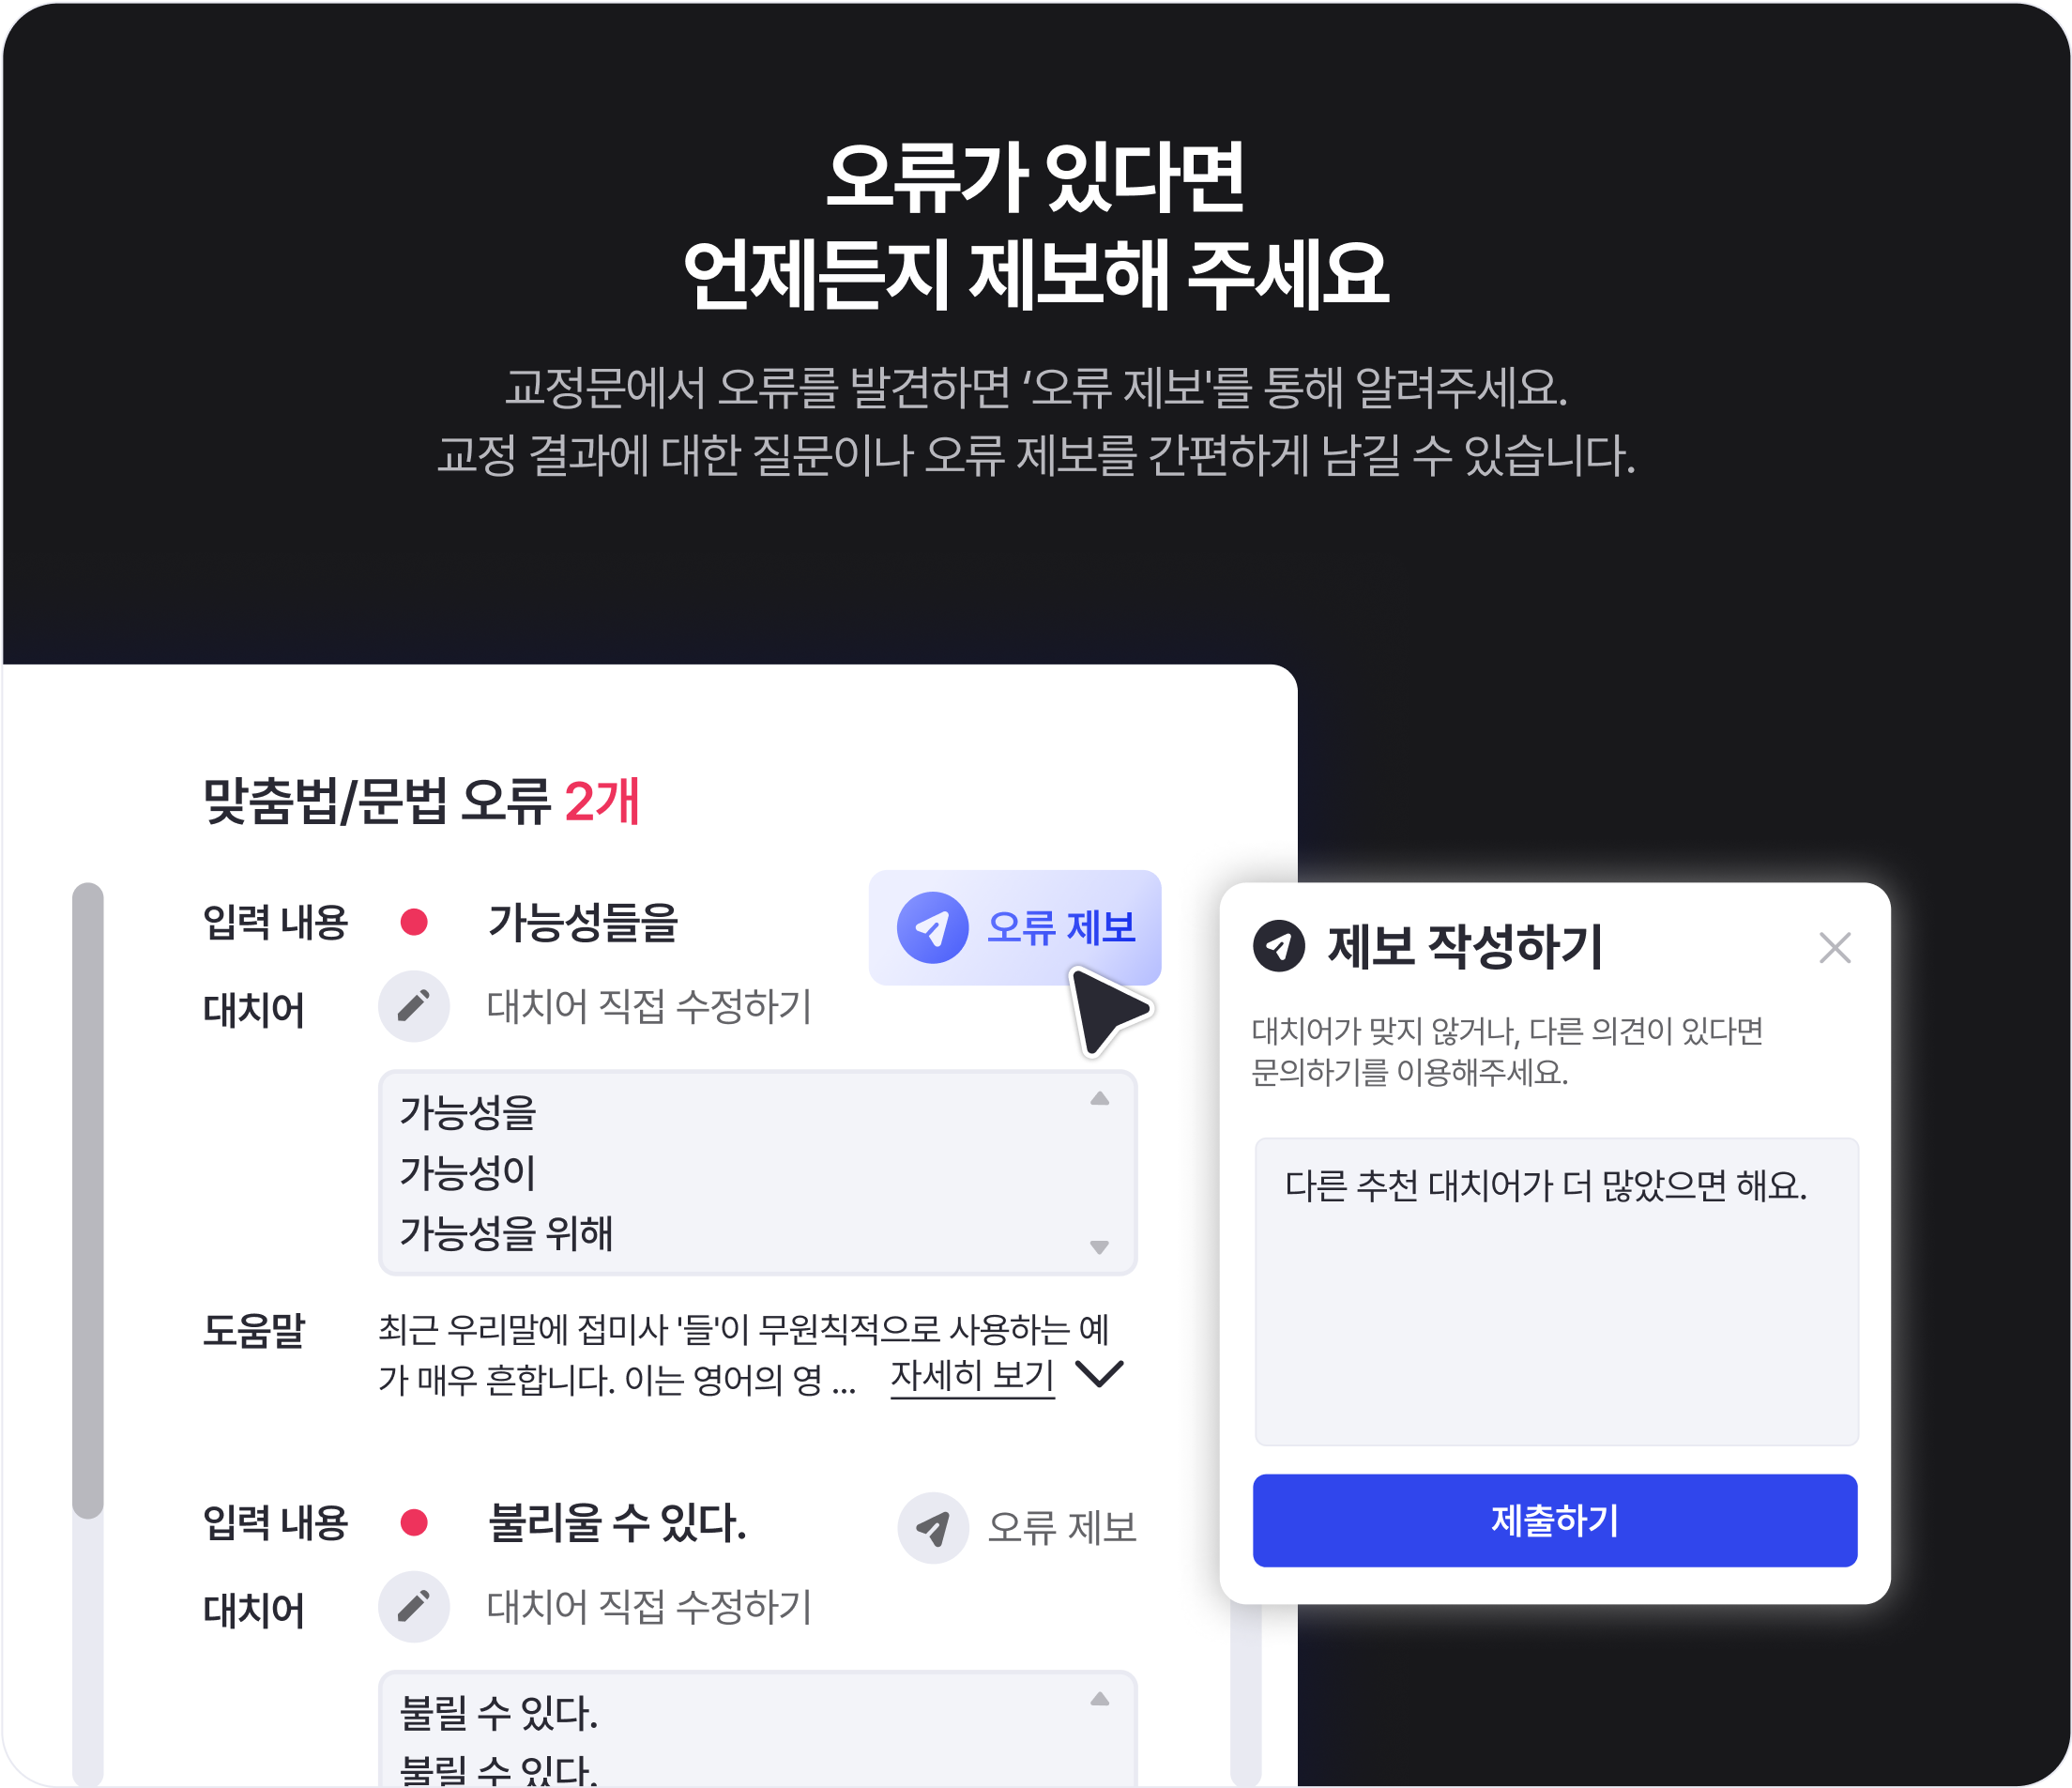 오류가 있다면
언제든지 제보해 주세요
교정문에서 오류를 발견하면 ‘오류 제보'를 통해 알려주세요.
교정 결과에 대한 질문이나 오류 제보를 간편하게 남길 수 있습니다.
맞춤법/문법 오류 2개
입력 내용 가능성들을 오류 제보
대치어 대치어 직접 수정하기
가능성을
가능성이
가능성을 위해
도움말 최근 우리말에 접미사 '들'이 무원칙적으로 사용하는 예
가 매우 흔합니다. 이는 영어의 영 ... 자세히 보기
입력 내용 불리울 수 있다. 오류 제보
대치어 대치어 직접 수정하기
불릴 수 있다.
불릴 수 있다.
제보 작성하기
대치어가 맞지 않거나, 다른 의견이 있다면
문의하기를 이용해주세요.
다른 추천 대치어가 더 많았으면 해요.
제출하기